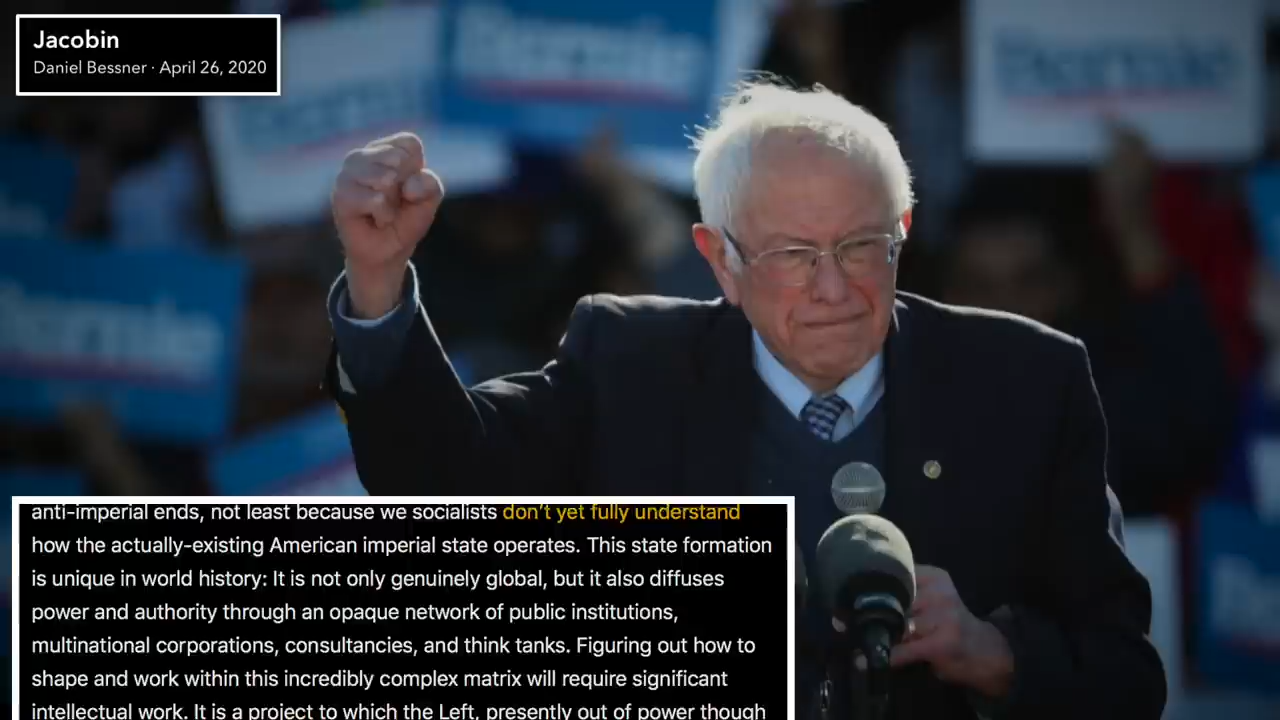 Jacobin
Daniel Bessner · April 26, 2020
Bernie
Bernie
Bernie
anti-imperial ends, not least because we socialists don't yet fully understand
how the actually-existing American imperial state operates. This state formation
is unique in world history: It is not only genuinely global, but it also diffuses
power and authority through an opaque network of public institutions,
multinational corporations, consultancies, and think tanks. Figuring out how to
shape and work within this incredibly complex matrix will require significant
intellectual work. It is a project to which the Left, presently out of power though